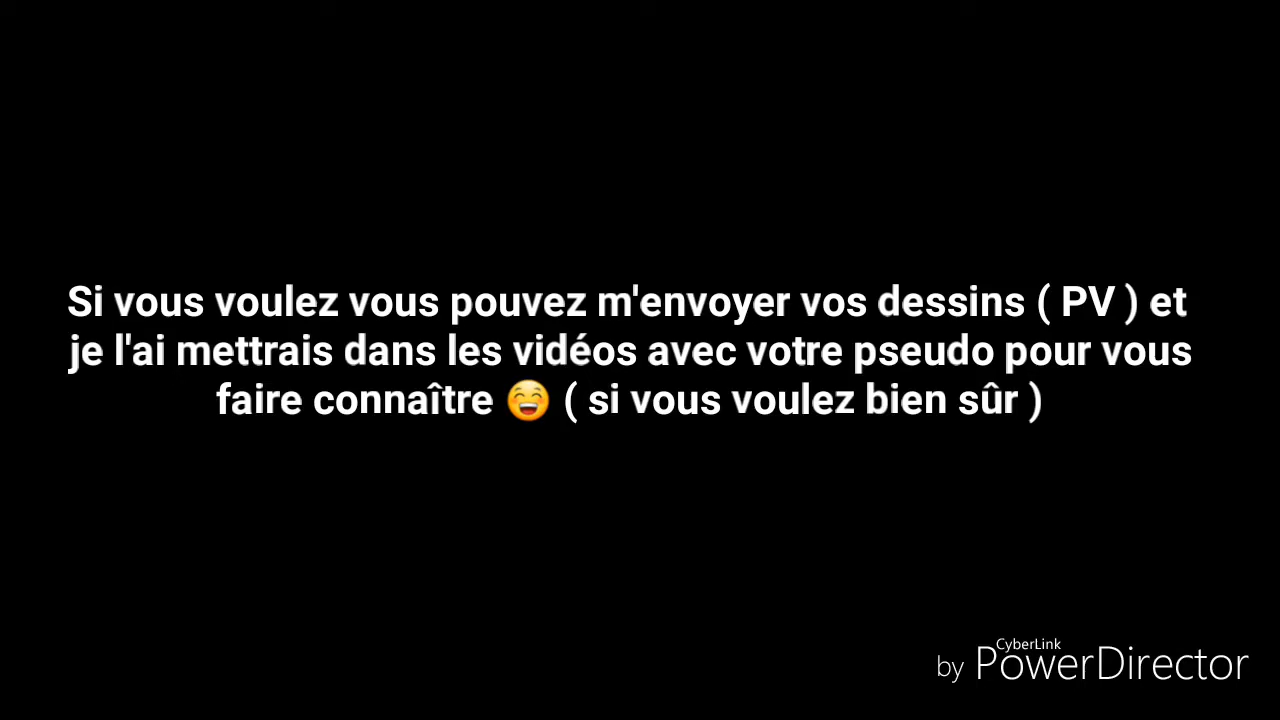 Si vous voulez vous pouvez m'envoyer vos dessins ( PV ) et
je l'ai mettrais dans les vidéos avec votre pseudo pour vous
faire connaître 😁 ( si vous voulez bien sûr )
CyberLink
by PowerDirector